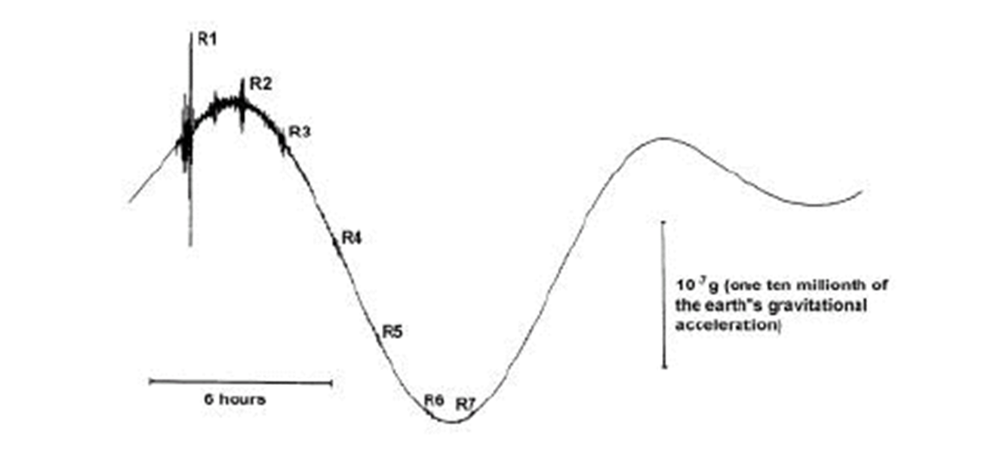 R1
R2
R3
R4
R5
R6 R7
6 hours
10⁻⁷g (one ten millionth of
the earth"s gravitational
acceleration)